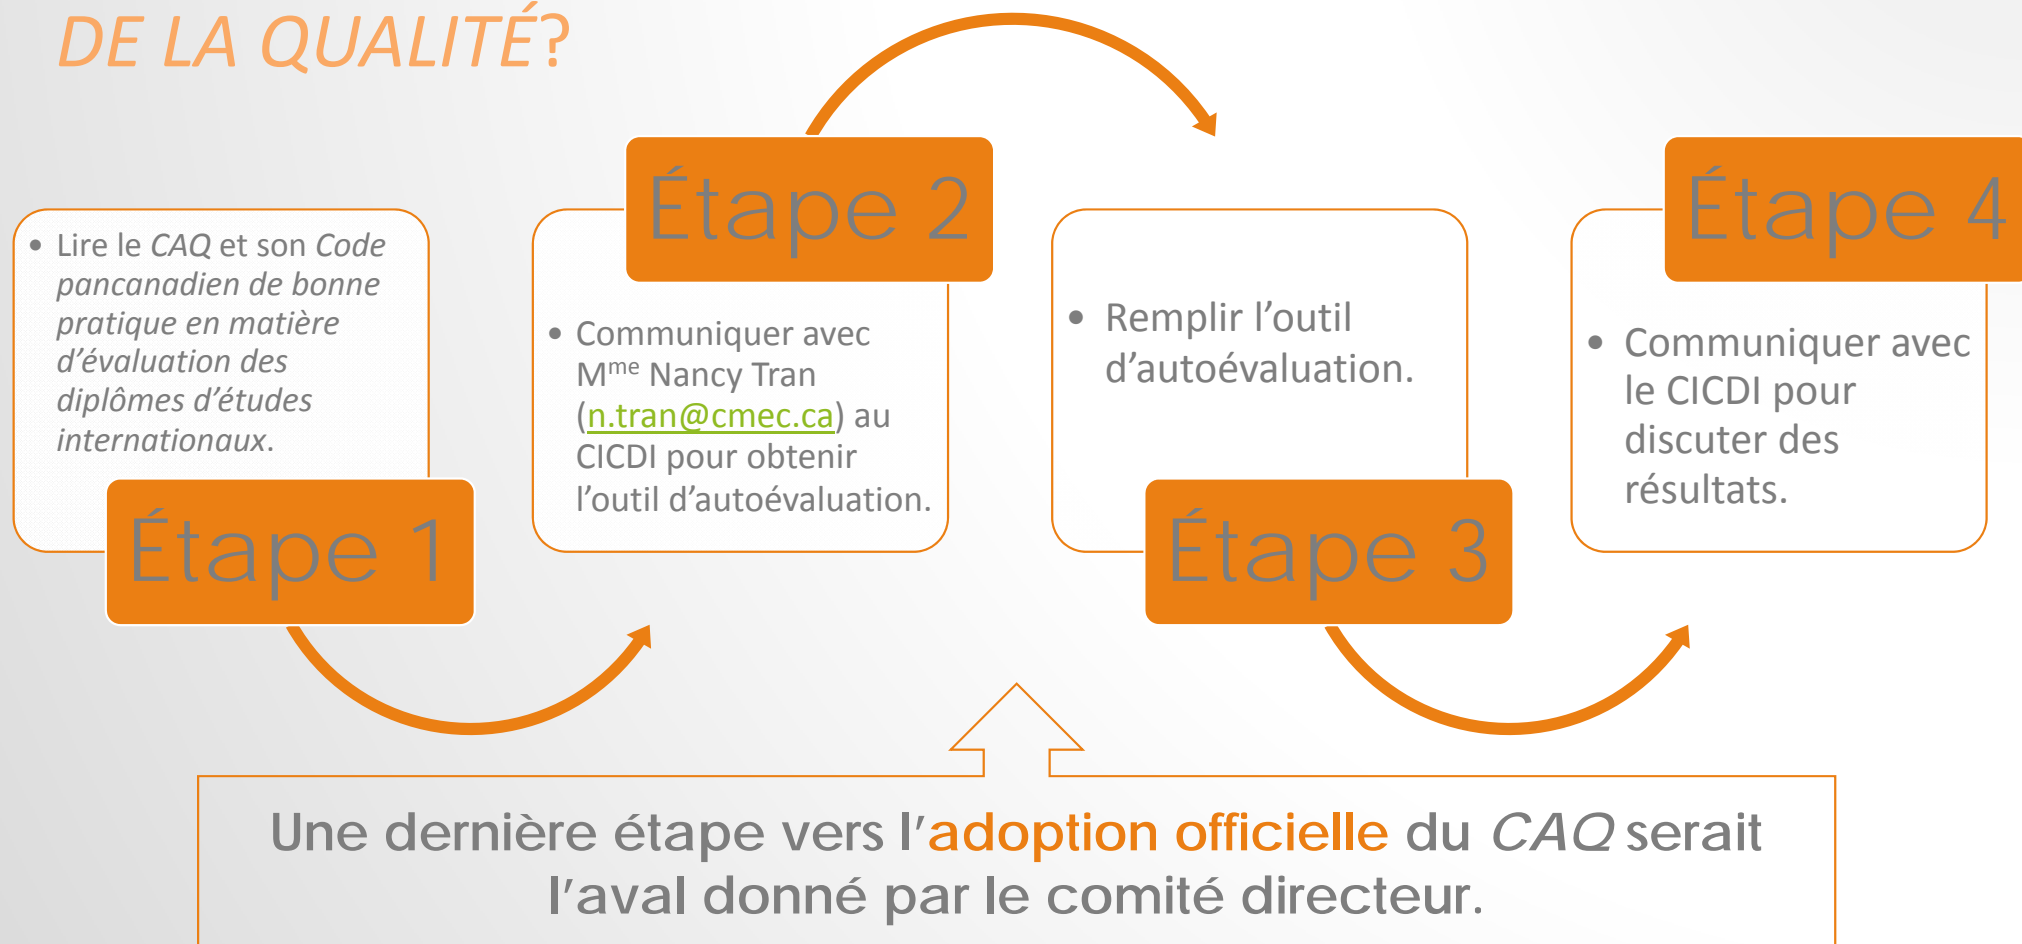 DE LA QUALITÉ?
• Lire le CAQ et son Code
pancanadien de bonne
pratique en matière
d’évaluation des
diplômes d’études
internationaux.
Étape 1
Étape 2
• Communiquer avec
Mme Nancy Tran
(n.tran@cmec.ca) au
CICDI pour obtenir
l’outil d’autoévaluation.
• Remplir l’outil
d’autoévaluation.
Étape 3
Étape 4
• Communiquer avec
le CICDI pour
discuter des
résultats.
Une dernière étape vers l’adoption officielle du CAQ serait
l’aval donné par le comité directeur.